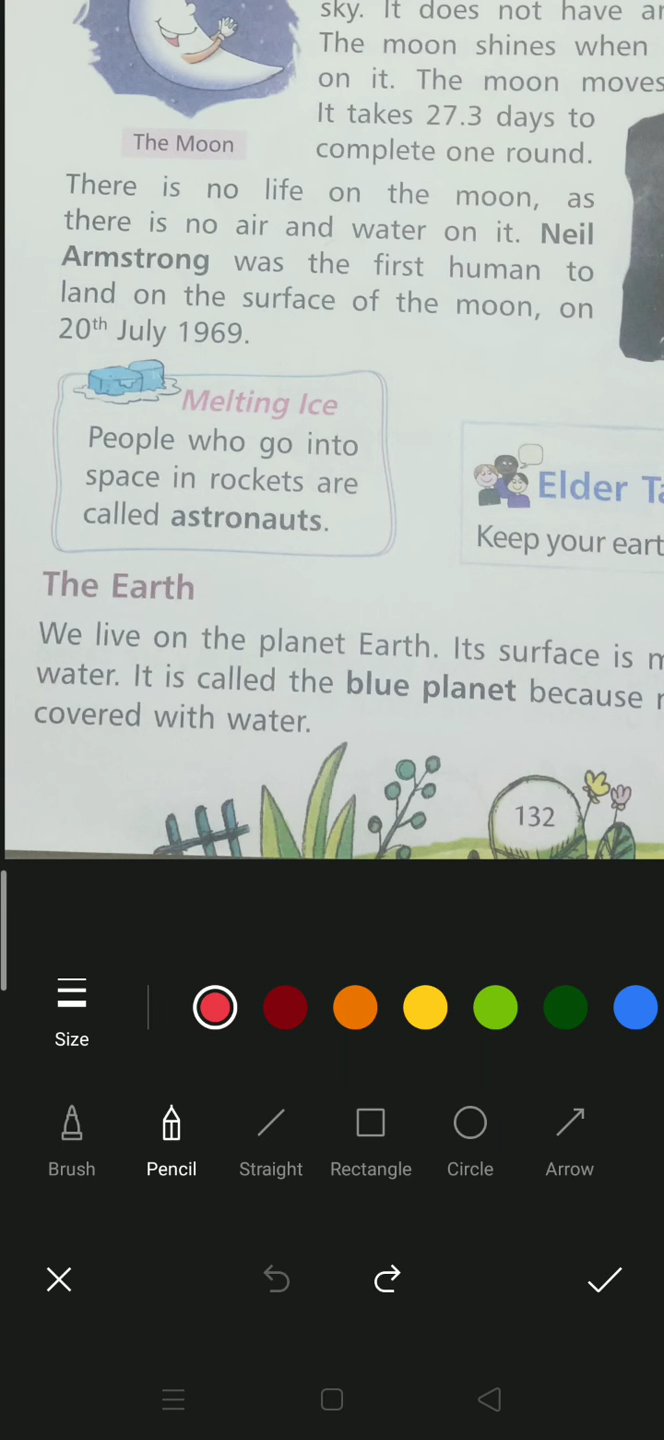 sky. It does not have
The moon shines when
on it. The moon moves
It takes 27.3 days to
complete one round.
The Moon
There is no life on the moon, as
there is no air and water on it. Neil
Armstrong was the first human to
land on the surface of the moon, on
20th July 1969.
Melting Ice
People who go into
space in rockets are
called astronauts.
Elder
Keep your
The Earth
We live on the planet Earth. Its surface is
water. It is called the blue planet because
covered with water.
132
Size
Brush Pencil Straight Rectangle Circle Arrow